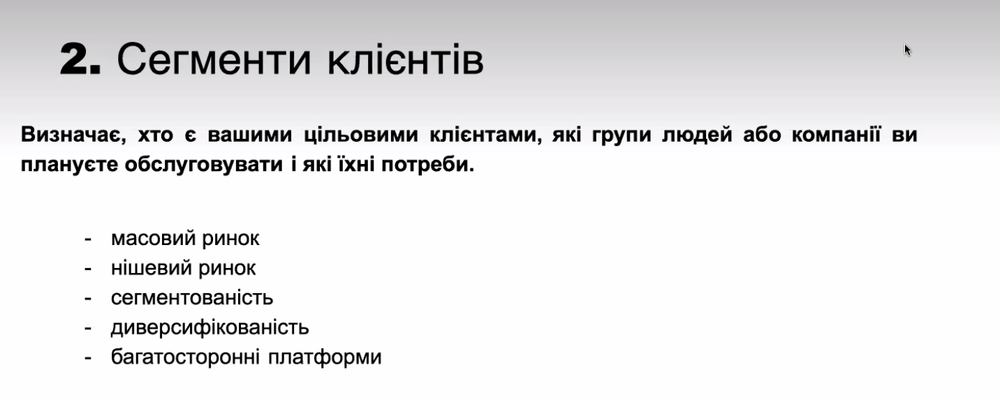 2. Сегменти клієнтів
Визначає, хто є вашими цільовими клієнтами, які групи людей або компанії ви
плануєте обслуговувати і які їхні потреби.
- масовий ринок
- нішевий ринок
- сегментованість
- диверсифікованість
- багатосторонні платформи